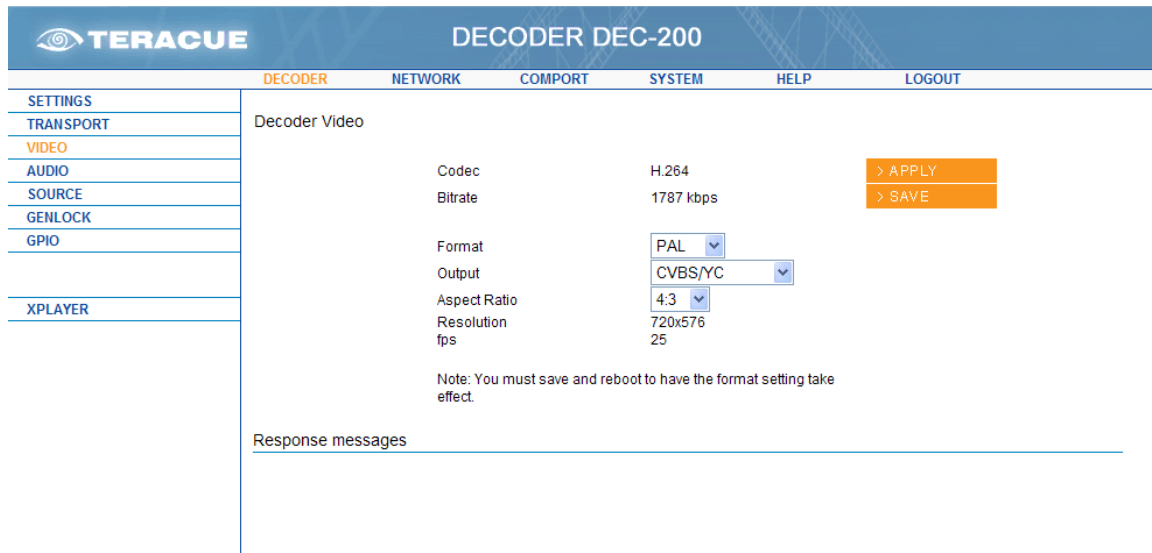 TERACUE
DECODER DEC-200
DECODER NETWORK COMPORT SYSTEM HELP LOGOUT
SETTINGS
TRANSPORT
VIDEO
AUDIO
SOURCE
GENLOCK
GPIO
XPLAYER
Decoder Video
Codec H.264 > APPLY
Bitrate 1787 kbps > SAVE
Format PAL
Output CVBS/YC
Aspect Ratio 4:3
Resolution 720x576
fps 25
Note: You must save and reboot to have the format setting take
effect.
Response messages